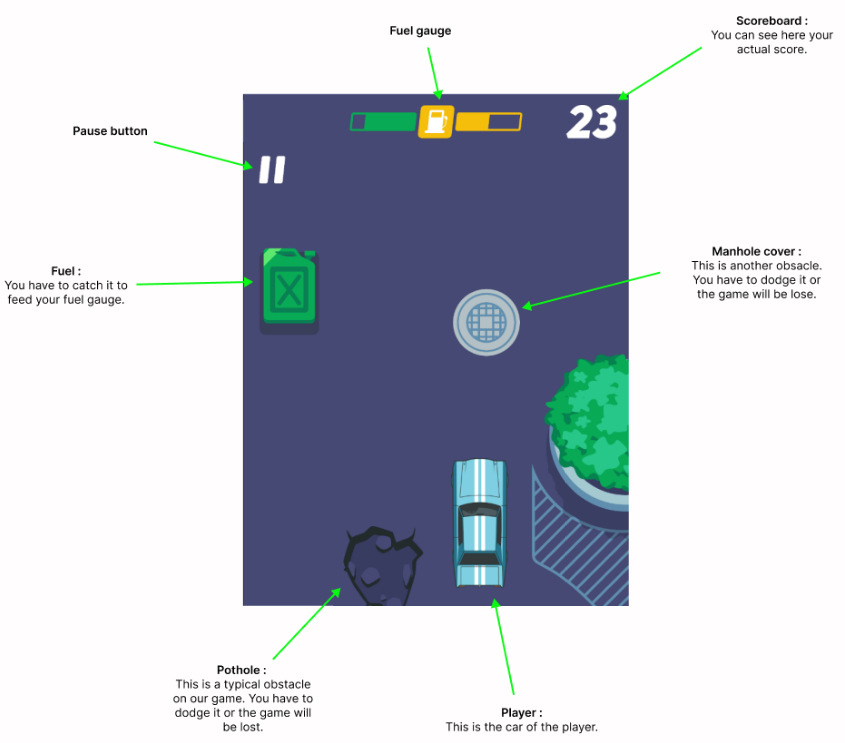 Scoreboard :
You can see here your
actual score.
Fuel gauge
23
Pause button
Manhole cover :
This is another obsacle.
You have to dodge it or
the game will be lose.
Fuel :
You have to catch it to
feed your fuel gauge.
Pothole :
This is a typical obstacle
on our game. You have to
dodge it or the game will
be lost.
Player :
This is the car of the player.